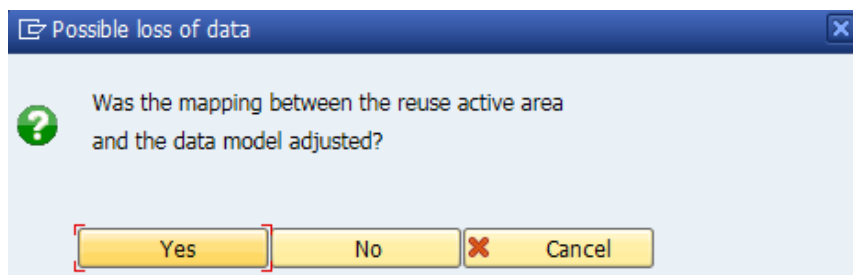 Possible loss of data
Was the mapping between the reuse active area
and the data model adjusted?
Yes No Cancel